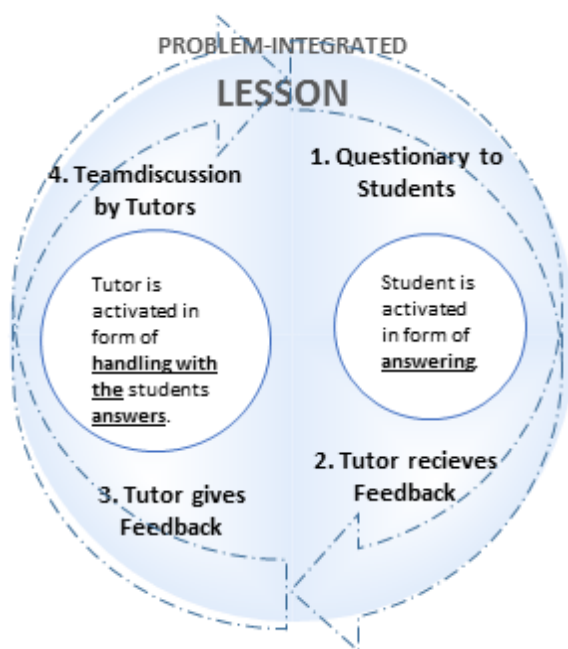 PROBLEM-INTEGRATED
LESSON
1. Questionary to
Students
4. Teamdiscussion
by Tutors
Tutor is
activated in
form of
handling with
the students
answers.
Student is
activated
in form of
answering.
2. Tutor recieves
Feedback
3. Tutor gives
Feedback